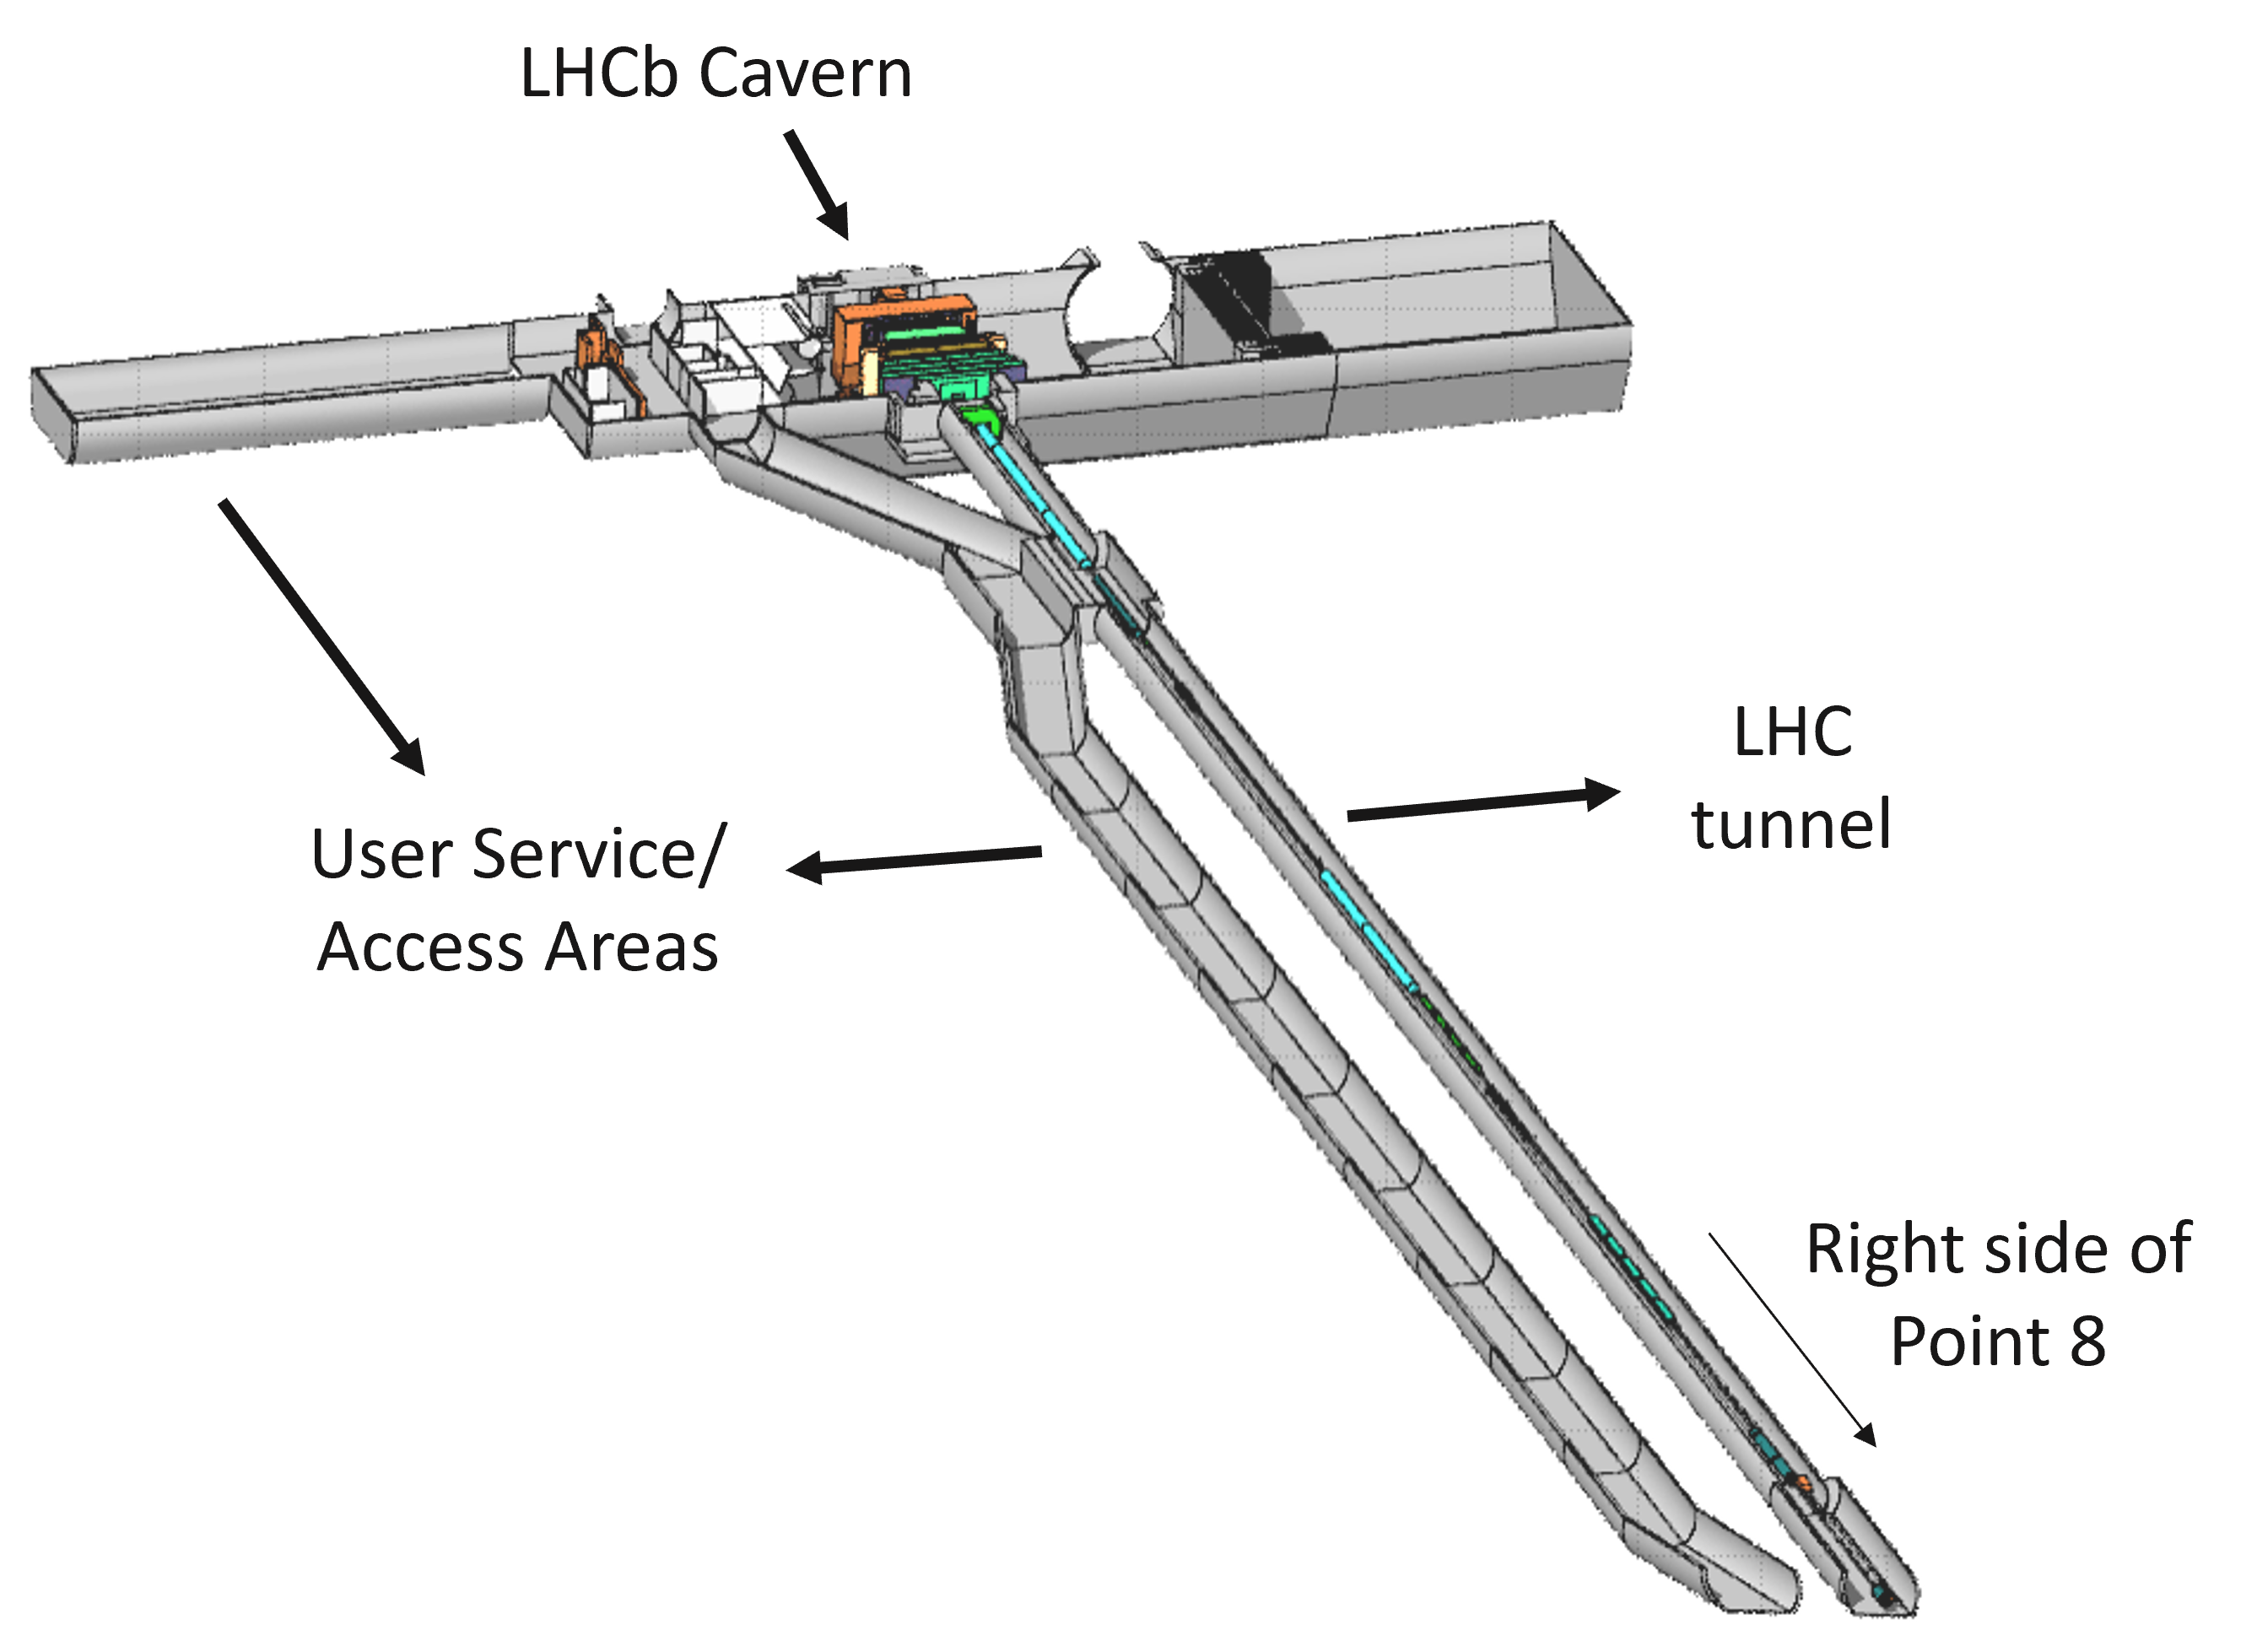 LHCb Cavern
LHC
tunnel
User Service/
Access Areas
Right side of
Point 8